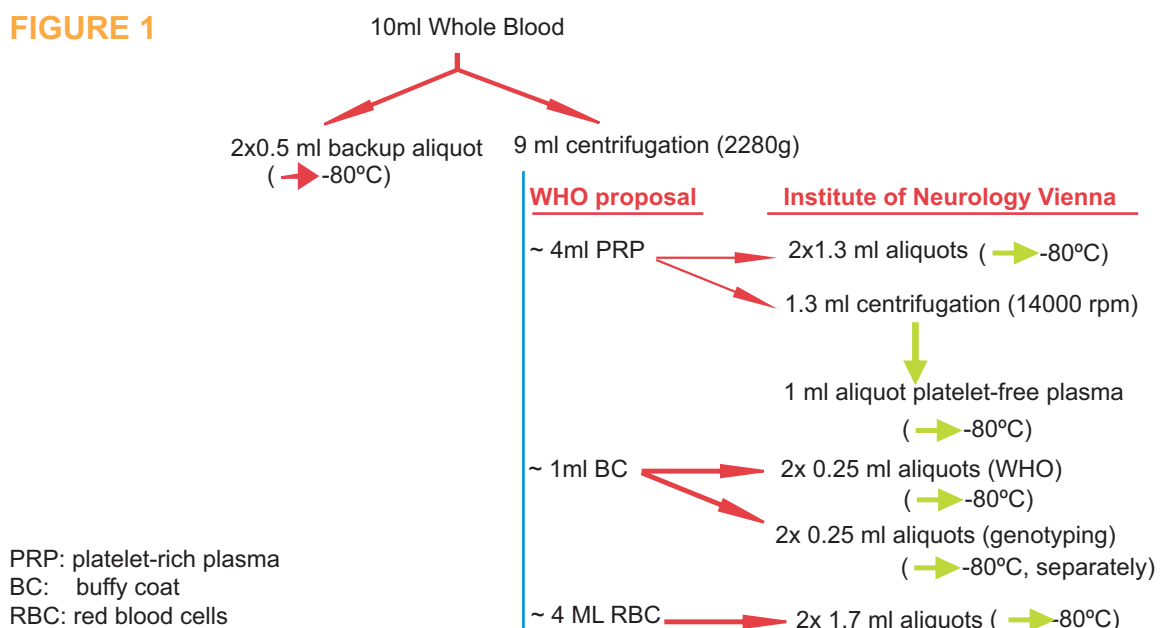 FIGURE 1
10ml Whole Blood
2x0.5 ml backup aliquot
( -80ºC)
9 ml centrifugation (2280g)
WHO proposal
Institute of Neurology Vienna
~ 4ml PRP
2x1.3 ml aliquots ( -80ºC)
1.3 ml centrifugation (14000 rpm)
1 ml aliquot platelet-free plasma
( -80ºC)
~ 1ml BC
2x 0.25 ml aliquots (WHO)
( -80ºC)
2x 0.25 ml aliquots (genotyping)
( -80ºC, separately)
~ 4 ML RBC
2x 1.7 ml aliquots ( -80ºC)
PRP: platelet-rich plasma
BC: buffy coat
RBC: red blood cells